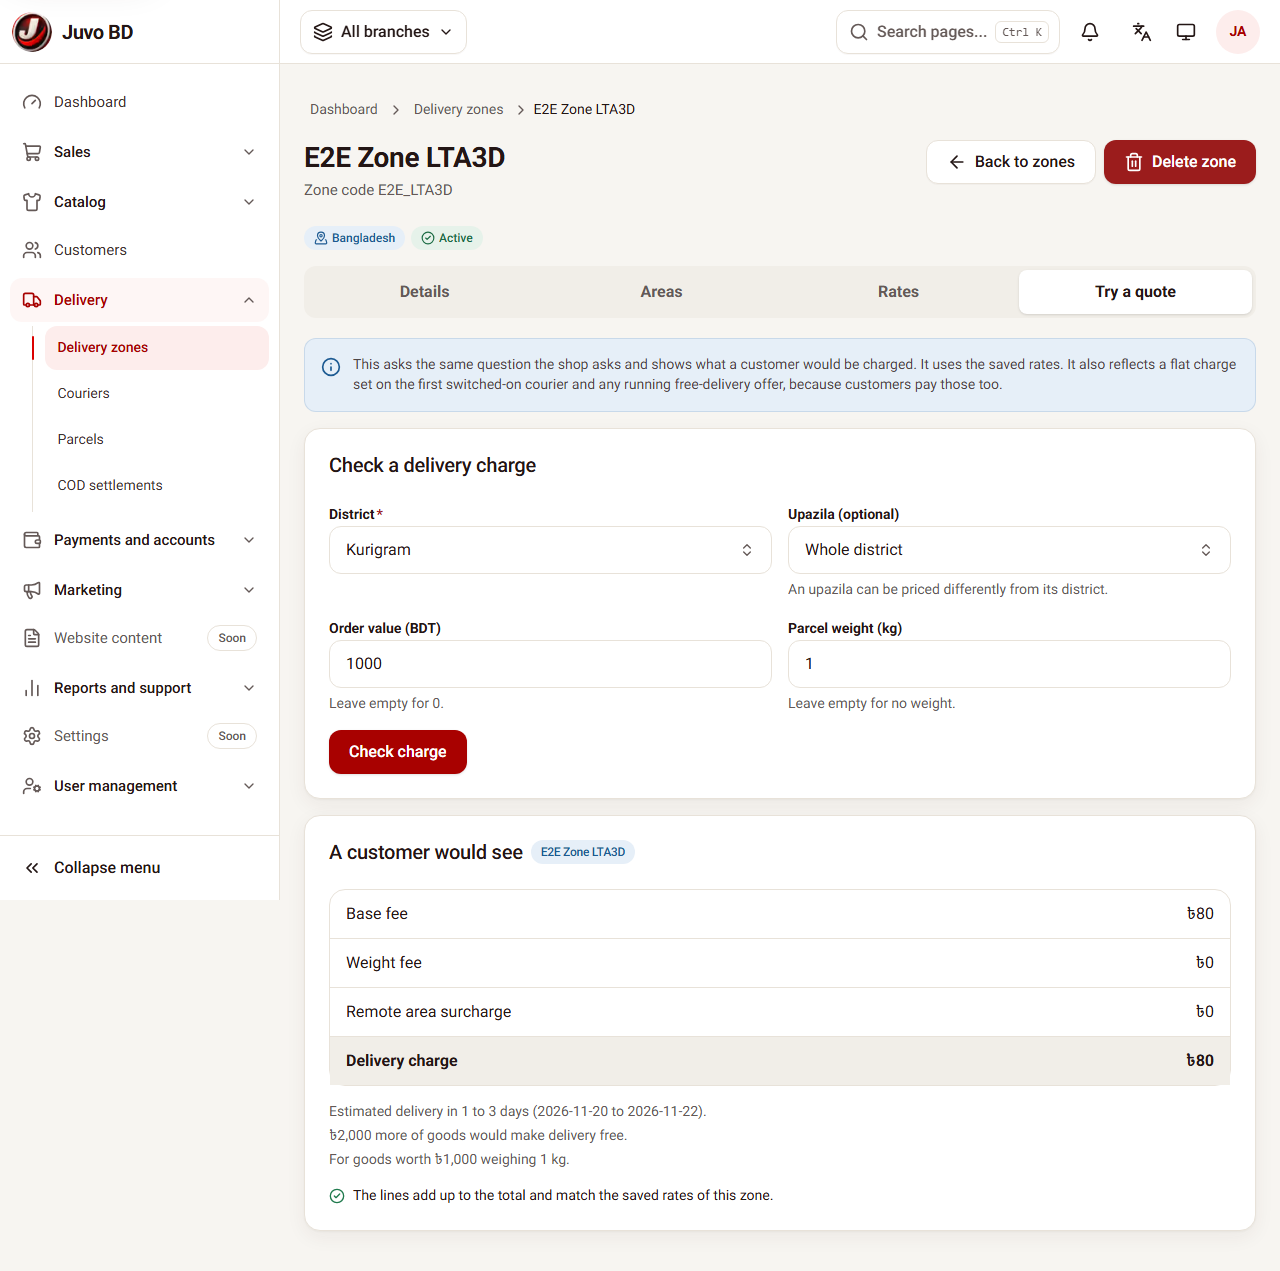 Juvo BD
All branches
Search pages...
Ctrl K
JA
Dashboard
Sales
Catalog
Customers
Delivery
Delivery zones
Couriers
Parcels
COD settlements
Payments and accounts
Marketing
Website content
Soon
Reports and support
Settings
Soon
User management
Collapse menu
Dashboard
Delivery zones
E2E Zone LTA3D
E2E Zone LTA3D
Back to zones
Delete zone
Zone code E2E_LTA3D
Bangladesh
Active
Details
Areas
Rates
Try a quote
This asks the same question the shop asks and shows what a customer would be charged. It uses the saved rates. It also reflects a flat charge
set on the first switched-on courier and any running free-delivery offer, because customers pay those too.
Check a delivery charge
District*
Kurigram
Upazila (optional)
Whole district
An upazila can be priced differently from its district.
Order value (BDT)
1000
Leave empty for 0.
Parcel weight (kg)
1
Leave empty for no weight.
Check charge
A customer would see
E2E Zone LTA3D
Base fee
৳80
Weight fee
৳0
Remote area surcharge
৳0
Delivery charge
৳80
Estimated delivery in 1 to 3 days (2026-11-20 to 2026-11-22).
৳2,000 more of goods would make delivery free.
For goods worth ৳1,000 weighing 1 kg.
The lines add up to the total and match the saved rates of this zone.